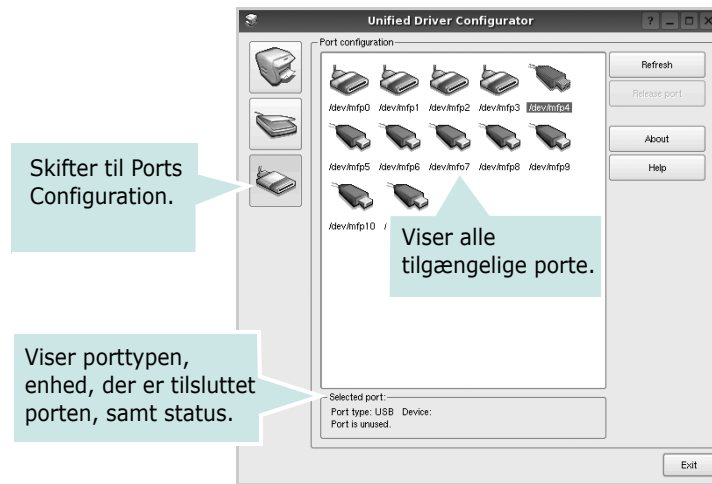 Unified Driver Configurator
Port configuration
/dev/mfp0 /dev/mfp1 /dev/mfp2 /dev/mfp3 /dev/mfp4
/dev/mfp5 /dev/mfp6 /dev/mfo7 /dev/mfp8 /dev/mfp9
/dev/mfp10 /
Refresh
Release port
About
Help
Skifter til Ports
Configuration.
Viser alle
tilgængelige porte.
Viser porttypen,
enhed, der er tilsluttet
porten, samt status.
Selected port:
Port type: USB Device:
Port is unused.
Exit